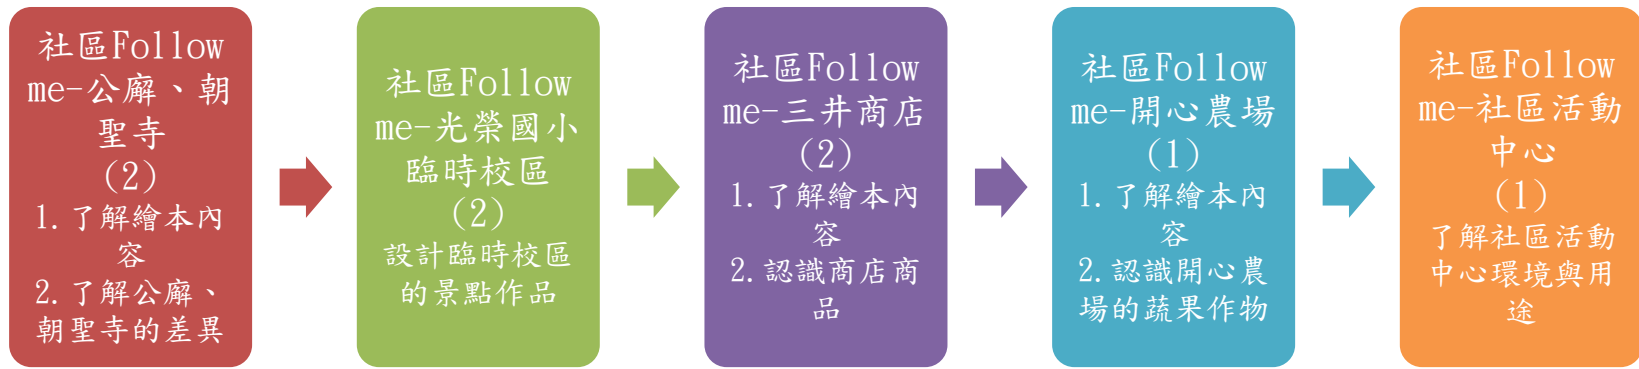 社區Follow
me-公廨、朝
聖寺
(2)
1.了解繪本內
容
2.了解公廨、
朝聖寺的差異
社區Follow
me-光榮國小
臨時校區
(2)
設計臨時校區
的景點作品
社區Follow
me-三井商店
(2)
1.了解繪本內
容
2.認識商店商
品
社區Follow
me-開心農場
(1)
1.了解繪本內
容
2.認識開心農
場的蔬果作物
社區Follow
me-社區活動
中心
(1)
了解社區活動
中心環境與用
途